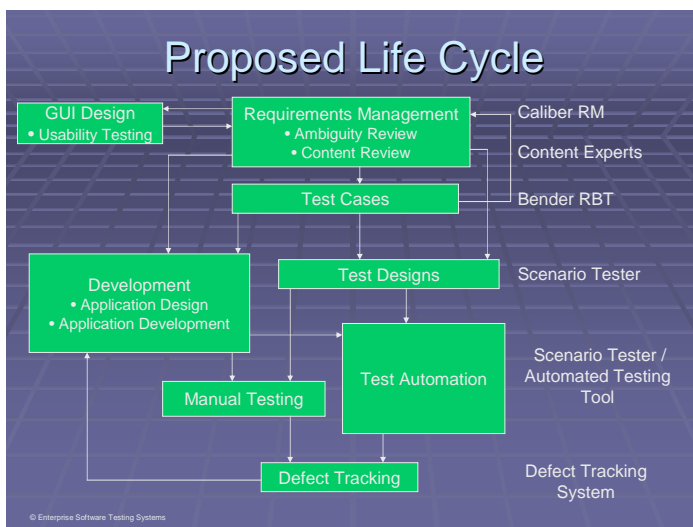 Proposed Life Cycle
GUI Design
• Usability Testing
Requirements Management
• Ambiguity Review
• Content Review
Caliber RM
Content Experts
Test Cases
Bender RBT
Development
• Application Design
• Application Development
Test Designs
Scenario Tester
Test Automation
Scenario Tester /
Automated Testing
Tool
Manual Testing
Defect Tracking
Defect Tracking
System
© Enterprise Software Testing Systems